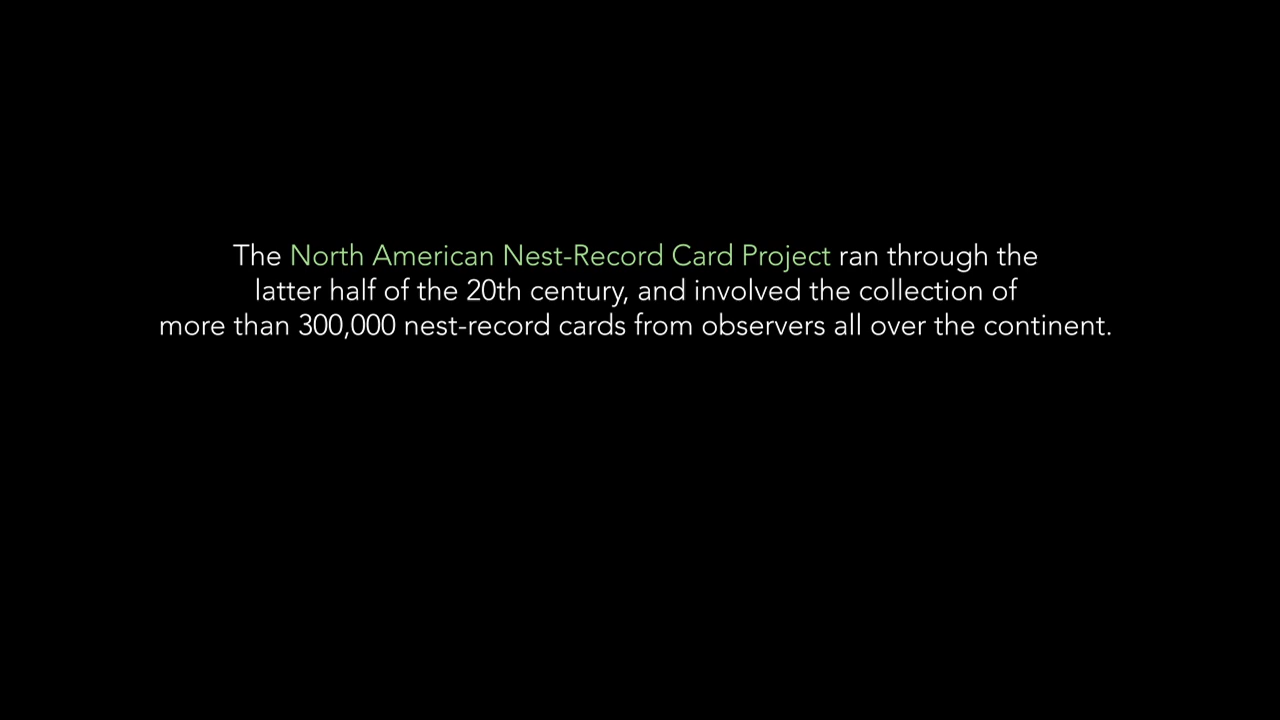 The North American Nest-Record Card Project ran through the
latter half of the 20th century, and involved the collection of
more than 300,000 nest-record cards from observers all over the continent.